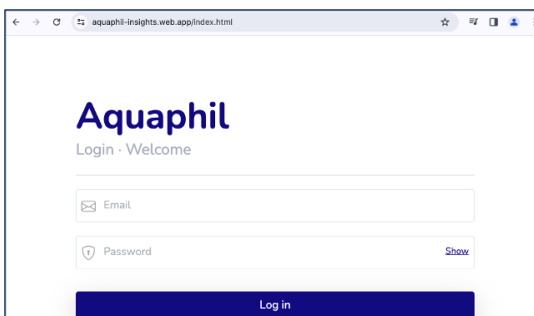 aquaphil-insights.web.app/index.html
Aquaphil
Login · Welcome
Email
Password Show
Log in